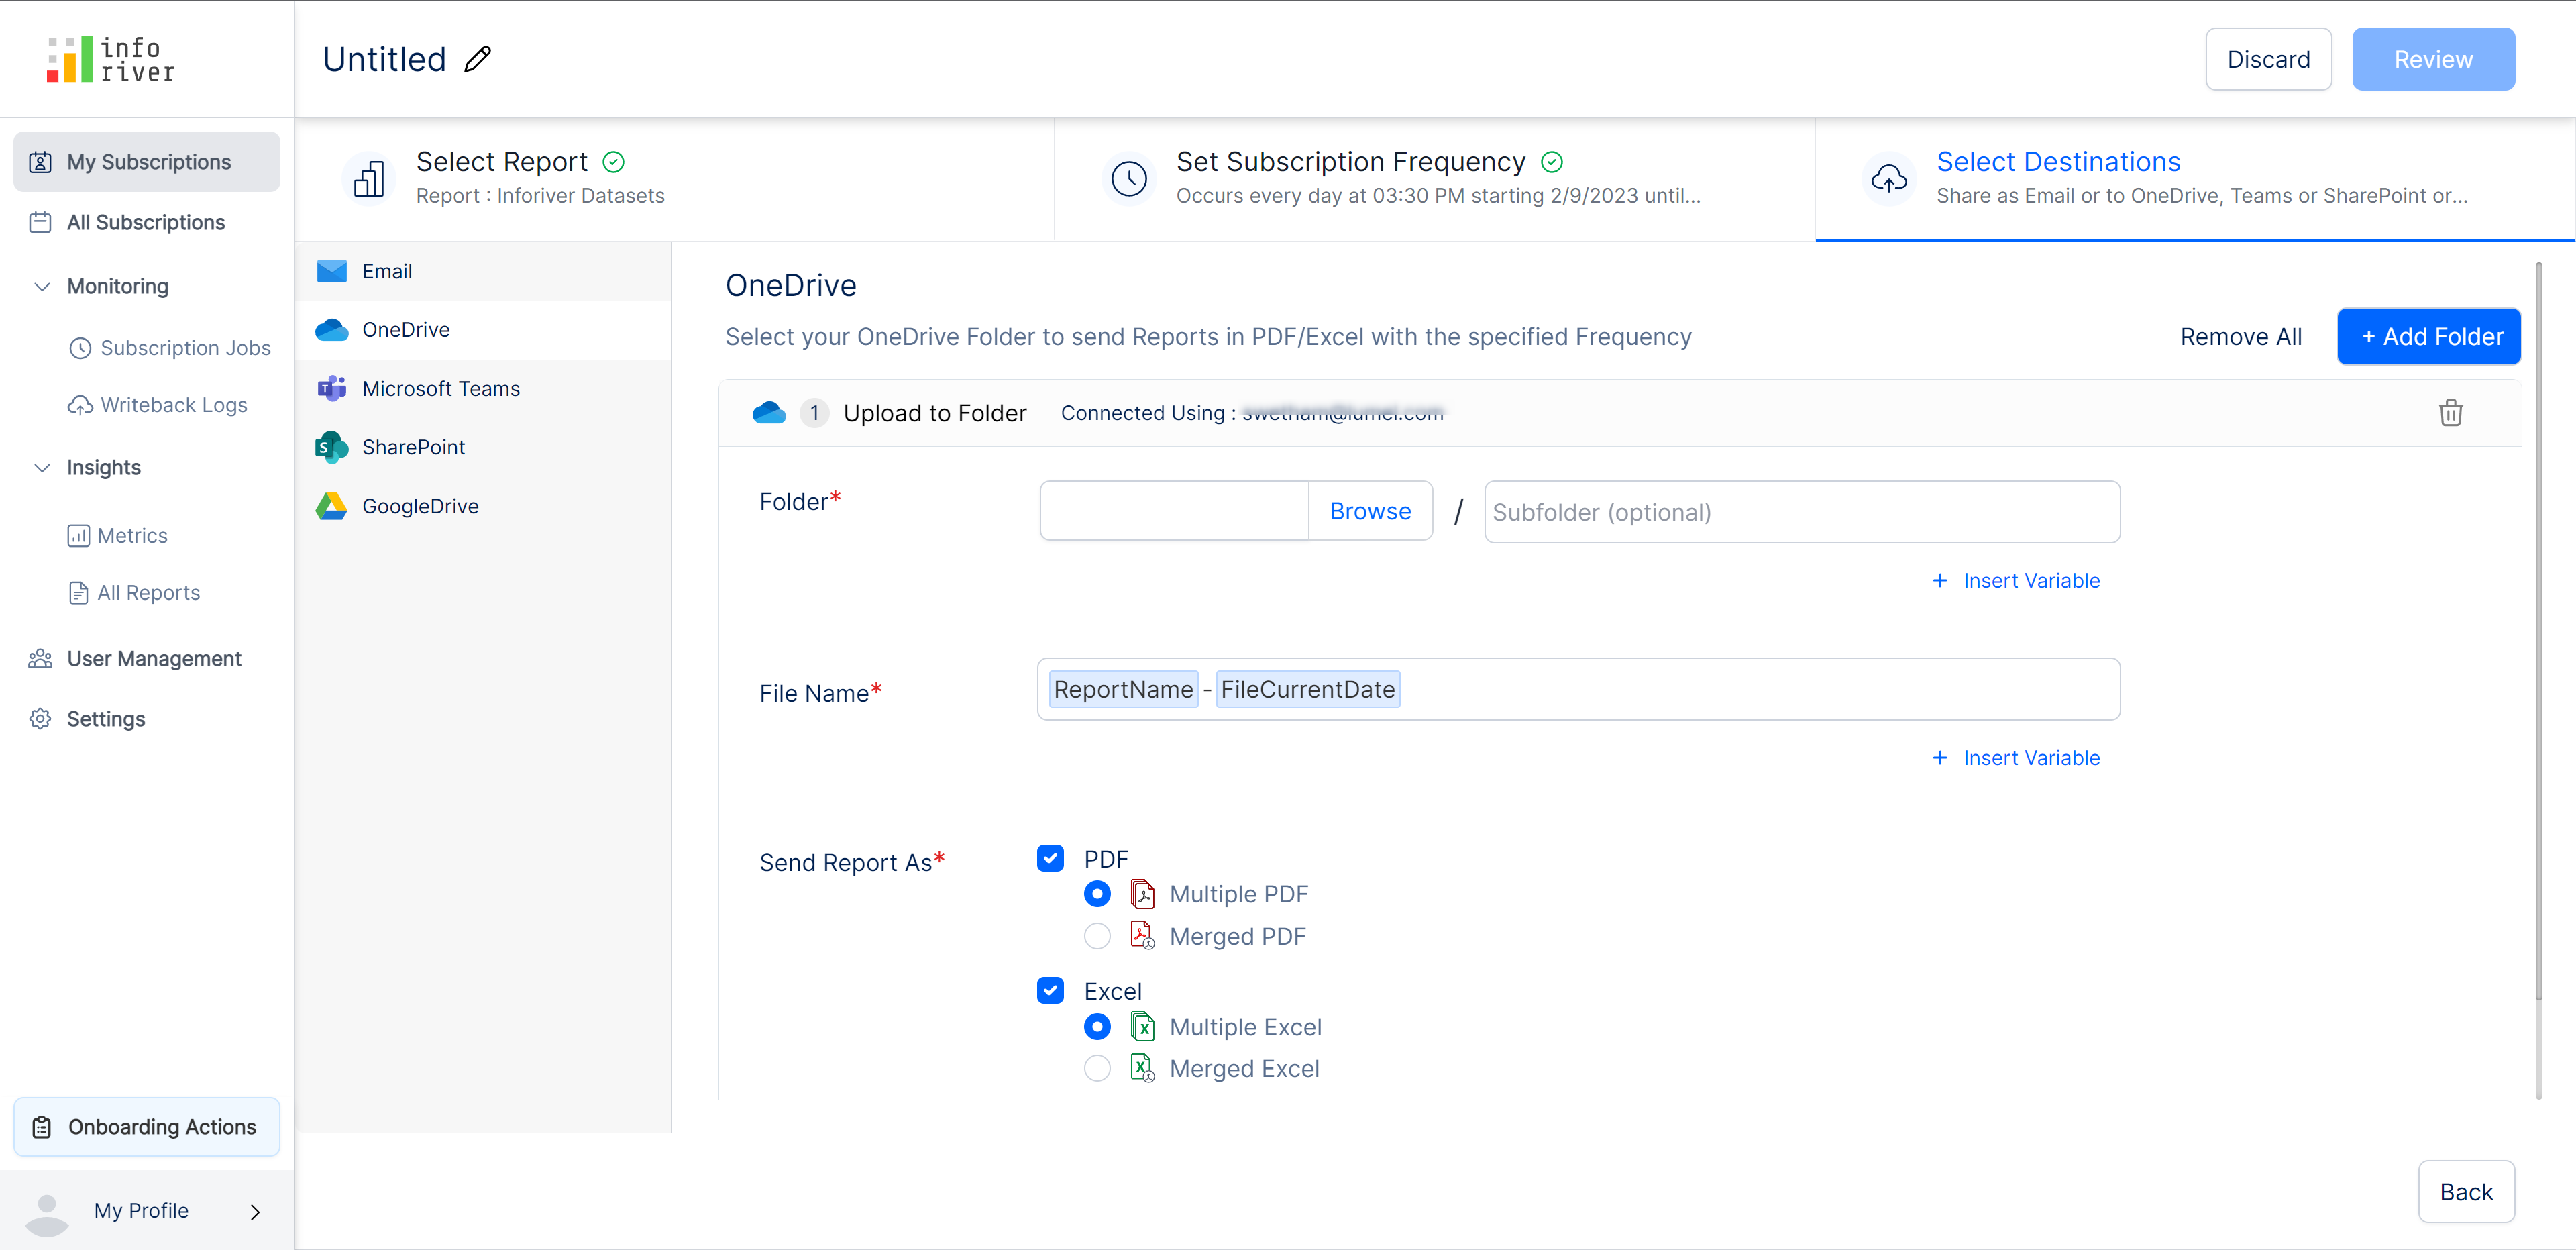 info
river
Untitled
Discard
Review
My Subscriptions
All Subscriptions
Monitoring
Subscription Jobs
Writeback Logs
Insights
Metrics
All Reports
User Management
Settings
Onboarding Actions
My Profile
Select Report
Report : Inforiver Datasets
Set Subscription Frequency
Occurs every day at 03:30 PM starting 2/9/2023 until...
Select Destinations
Share as Email or to OneDrive, Teams or SharePoint or...
Email
OneDrive
Microsoft Teams
SharePoint
GoogleDrive
OneDrive
Select your OneDrive Folder to send Reports in PDF/Excel with the specified Frequency
Remove All
+ Add Folder
1 Upload to Folder Connected Using :
Folder*
Browse
/
Subfolder (optional)
+ Insert Variable
File Name*
ReportName - FileCurrentDate
+ Insert Variable
Send Report As*
PDF
Multiple PDF
Merged PDF
Excel
Multiple Excel
Merged Excel
Back